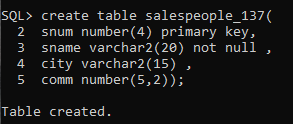 SQL> create table salespeople_137(
2 snum number(4) primary key,
3 sname varchar2(20) not null ,
4 city varchar2(15) ,
5 comm number(5,2));
Table created.